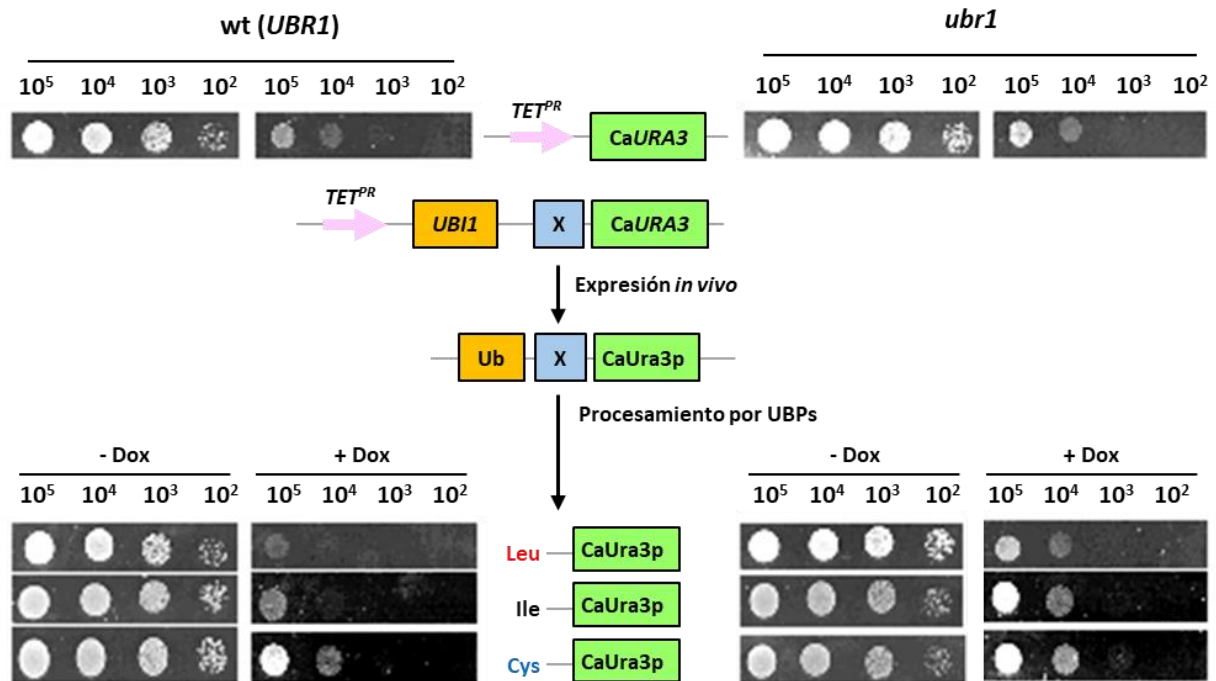 wt (UBR1)
ubr1
10⁵ 10⁴ 10³ 10² 10⁵ 10⁴ 10³ 10²
10⁵ 10⁴ 10³ 10² 10⁵ 10⁴ 10³ 10²
TETᴾᴿ
CaURA3
TETᴾᴿ
UBI1 X CaURA3
Expresión in vivo
Ub X CaUra3p
Procesamiento por UBPs
- Dox + Dox
- Dox + Dox
10⁵ 10⁴ 10³ 10² 10⁵ 10⁴ 10³ 10²
10⁵ 10⁴ 10³ 10² 10⁵ 10⁴ 10³ 10²
Leu CaUra3p
Ile CaUra3p
Cys CaUra3p